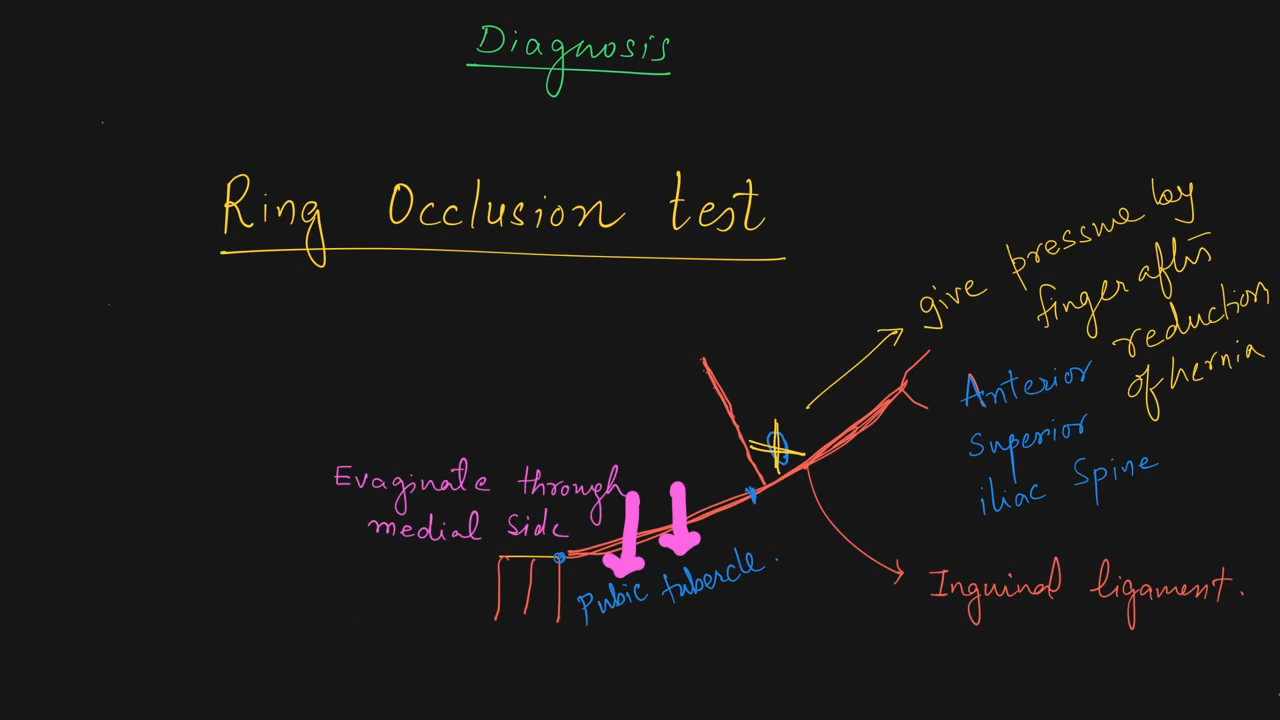 Diagnosis
Ring Occlusion test
give pressure by
finger after
reduction
of hernia
Anterior
Superior
iliac Spine
Evaginate through
medial side
Pubic tubercle.
Inguinal ligament.